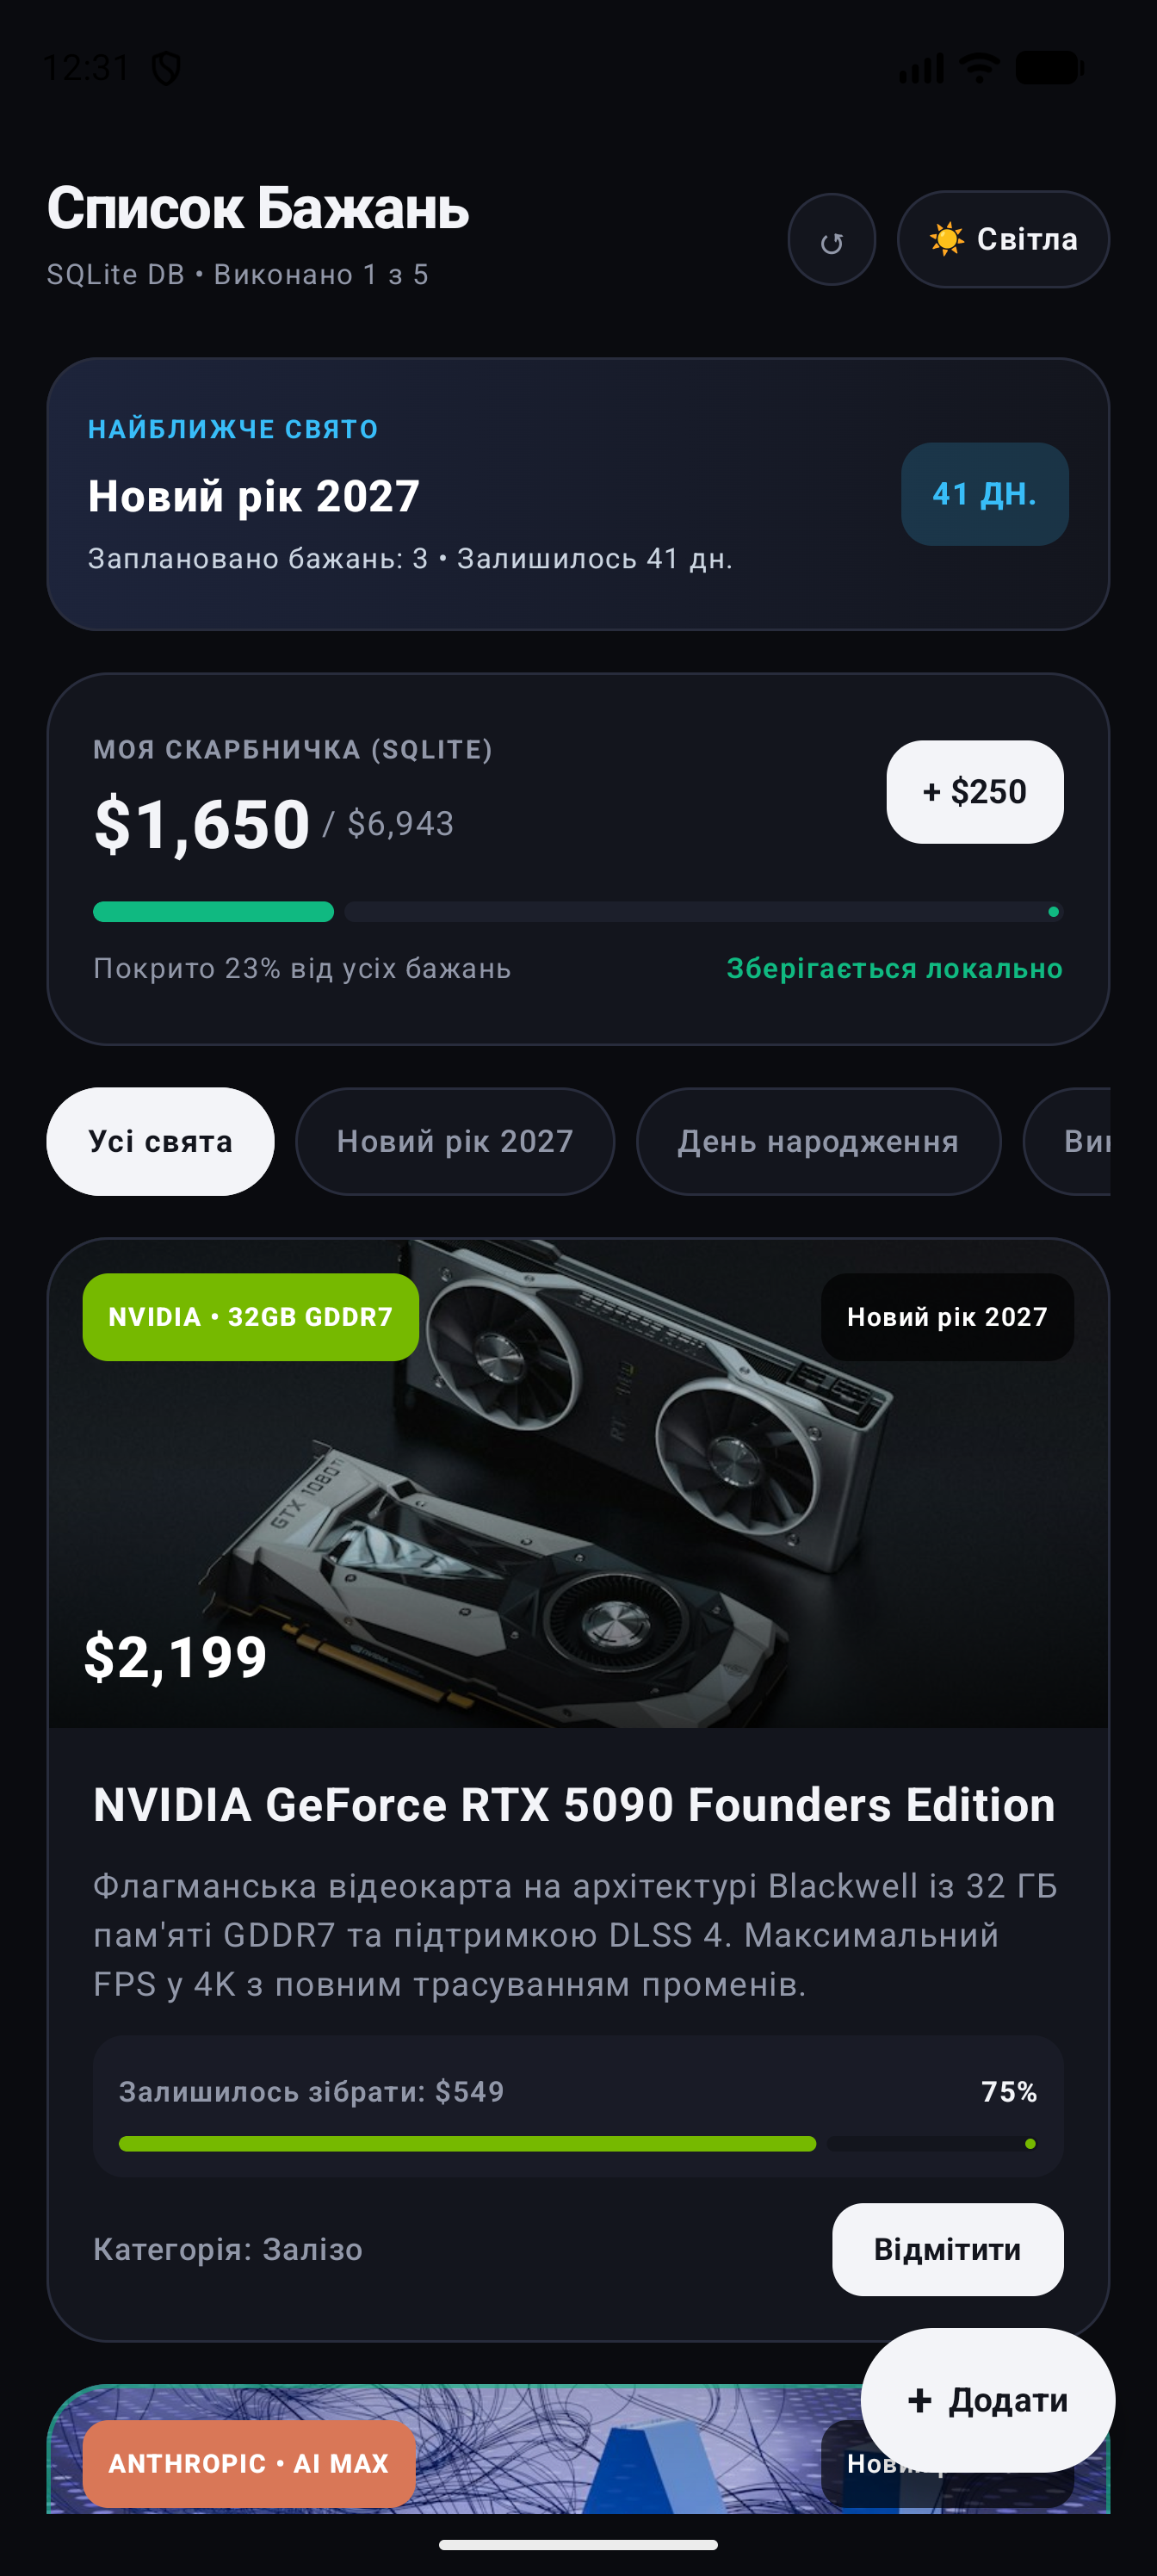 12:31
Список Бажань
SQLite DB • Виконано 1 з 5
↺
☀️ Світла
НАЙБЛИЖЧЕ СВЯТО
Новий рік 2027
Заплановано бажань: 3 • Залишилось 41 дн.
41 ДН.
МОЯ СКАРБНИЧКА (SQLITE)
$1,650 / $6,943
+ $250
Покрито 23% від усіх бажань
Зберігається локально
Усі свята
Новий рік 2027
День народження
NVIDIA • 32GB GDDR7
Новий рік 2027
GTX 1080 Ti
$2,199
NVIDIA GeForce RTX 5090 Founders Edition
Флагманська відеокарта на архітектурі Blackwell із 32 ГБ
пам'яті GDDR7 та підтримкою DLSS 4. Максимальний
FPS у 4K з повним трасуванням променів.
Залишилось зібрати: $549
75%
Категорія: Залізо
Відмітити
+ Додати
ANTHROPIC • AI MAX